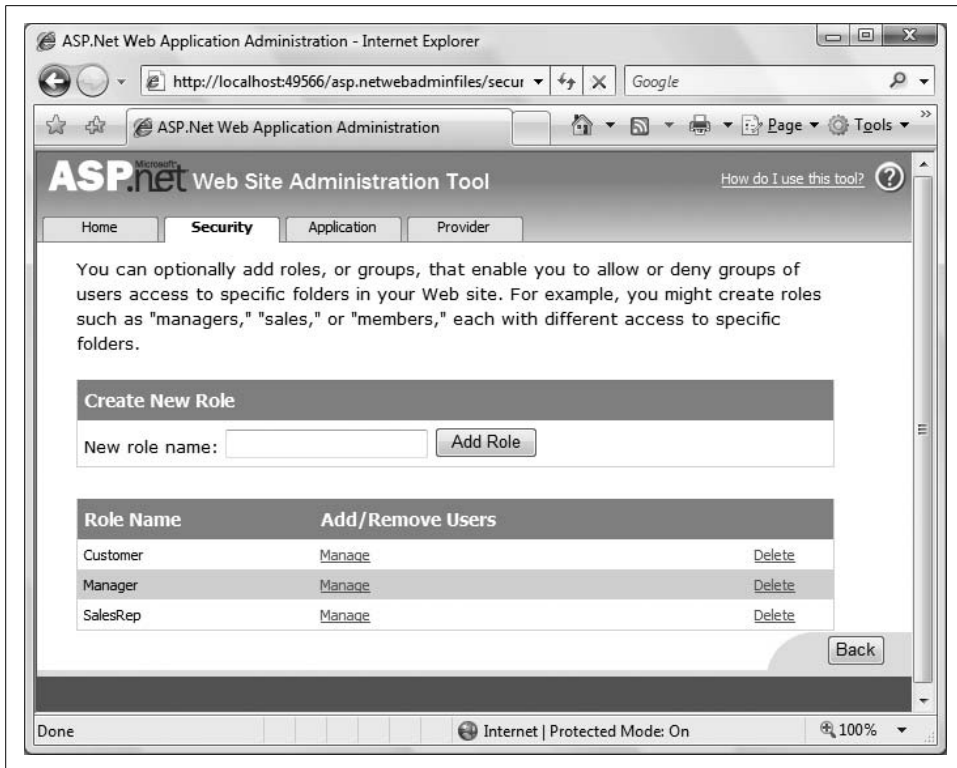 ASP.Net Web Application Administration - Internet Explorer
http://localhost:49566/asp.netwebadminfiles/secur
Google
ASP.Net Web Application Administration
Page
Tools
Microsoft
ASP.net Web Site Administration Tool
How do I use this tool?
Home
Security
Application
Provider
You can optionally add roles, or groups, that enable you to allow or deny groups of
users access to specific folders in your Web site. For example, you might create roles
such as "managers," "sales," or "members," each with different access to specific
folders.
Create New Role
New role name:
Add Role
Role Name Add/Remove Users
Customer Manage Delete
Manager Manage Delete
SalesRep Manage Delete
Back
Done
Internet | Protected Mode: On
100%